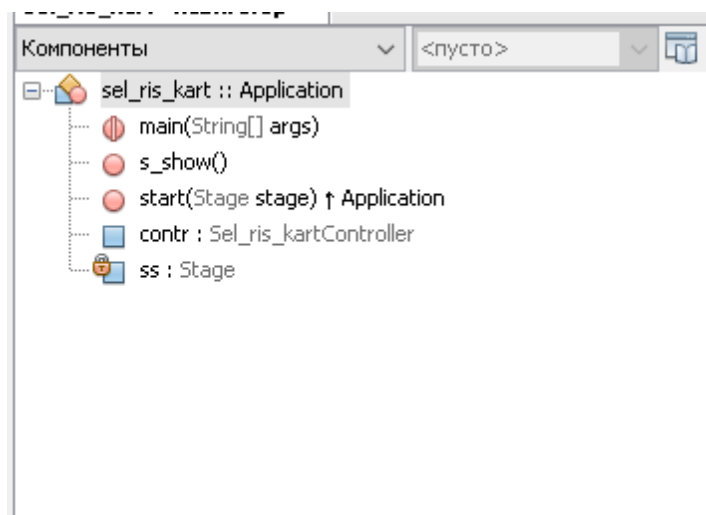 Компоненты <пусто>
sel_ris_kart :: Application
main(String[] args)
s_show()
start(Stage stage) ↑ Application
contr : Sel_ris_kartController
ss : Stage